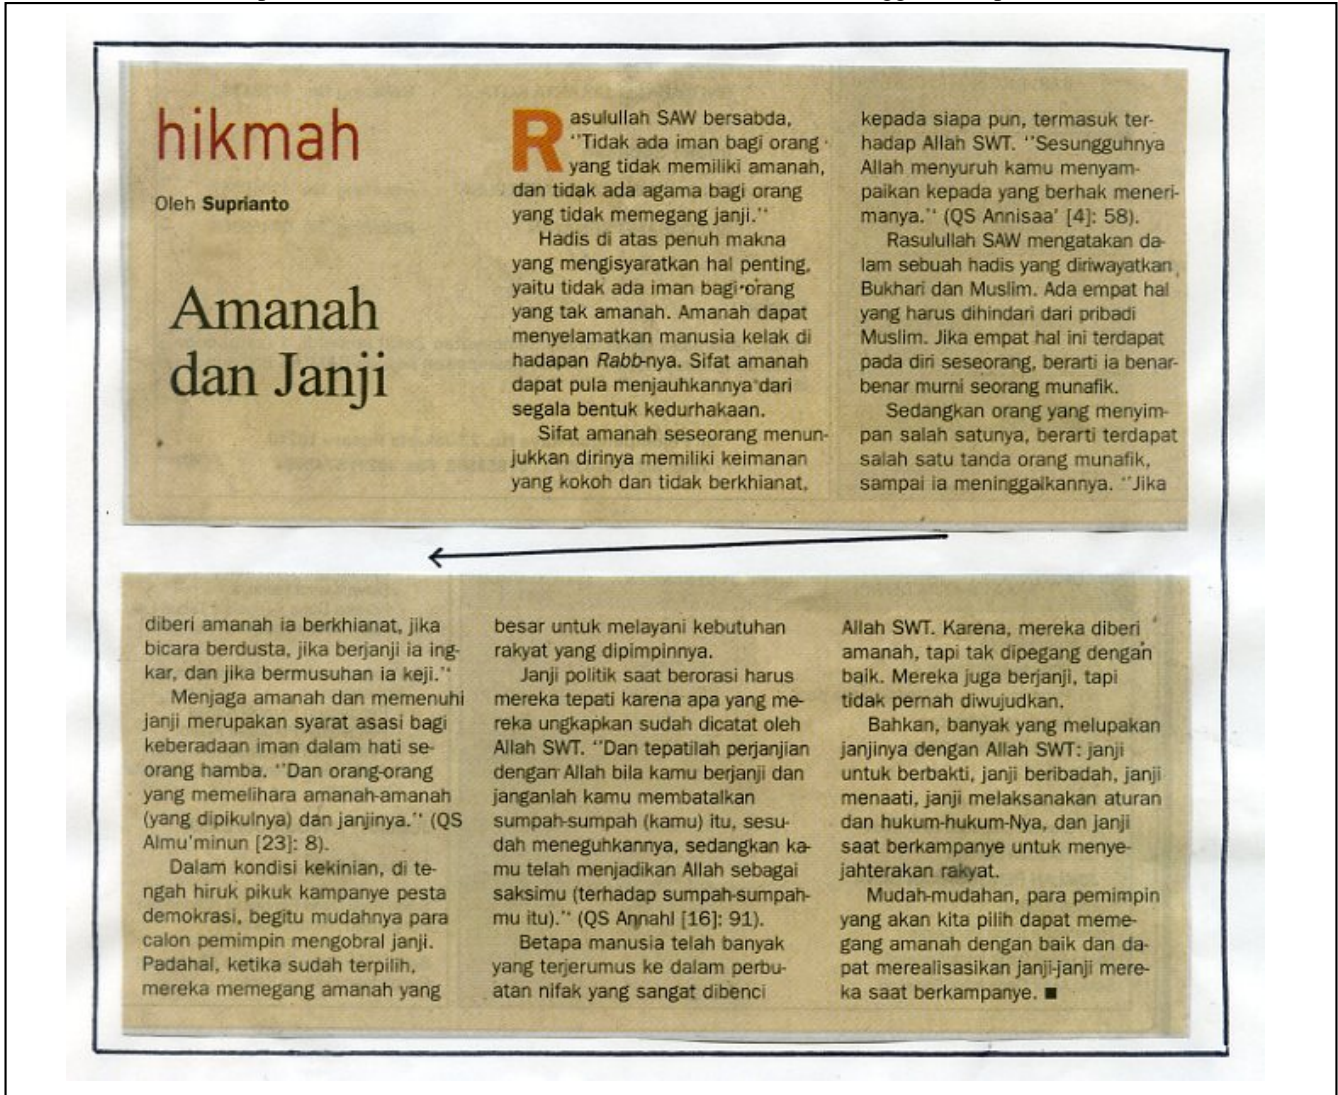 hikmah
Oleh Suprianto
Amanah
dan Janji
Rasulullah SAW bersabda,
''Tidak ada iman bagi orang
yang tidak memiliki amanah,
dan tidak ada agama bagi orang
yang tidak memegang janji.''
Hadis di atas penuh makna
yang mengisyaratkan hal penting,
yaitu tidak ada iman bagi orang
yang tak amanah. Amanah dapat
menyelamatkan manusia kelak di
hadapan Rabb-nya. Sifat amanah
dapat pula menjauhkannya dari
segala bentuk kedurhakaan.
Sifat amanah seseorang menun-
jukkan dirinya memiliki keimanan
yang kokoh dan tidak berkhianat,
kepada siapa pun, termasuk ter-
hadap Allah SWT. ''Sesungguhnya
Allah menyuruh kamu menyam-
paikan kepada yang berhak meneri-
manya.'' (QS Annisaa' [4]: 58).
Rasulullah SAW mengatakan da-
lam sebuah hadis yang diriwayatkan
Bukhari dan Muslim. Ada empat hal
yang harus dihindari dari pribadi
Muslim. Jika empat hal ini terdapat
pada diri seseorang, berarti ia benar-
benar murni seorang munafik.
Sedangkan orang yang menyim-
pan salah satunya, berarti terdapat
salah satu tanda orang munafik,
sampai ia meninggalkannya. ''Jika
diberi amanah ia berkhianat, jika
bicara berdusta, jika berjanji ia ing-
kar, dan jika bermusuhan ia keji.''
Menjaga amanah dan memenuhi
janji merupakan syarat asasi bagi
keberadaan iman dalam hati se-
orang hamba. ''Dan orang-orang
yang memelihara amanah-amanah
(yang dipikulnya) dan janjinya.'' (QS
Almu'minun [23]: 8).
Dalam kondisi kekinian, di te-
ngah hiruk pikuk kampanye pesta
demokrasi, begitu mudahnya para
calon pemimpin mengobral janji.
Padahal, ketika sudah terpilih,
mereka memegang amanah yang
besar untuk melayani kebutuhan
rakyat yang dipimpinnya.
Janji politik saat berorasi harus
mereka tepati karena apa yang me-
reka ungkapkan sudah dicatat oleh
Allah SWT. ''Dan tepatilah perjanjian
dengan Allah bila kamu berjanji dan
janganlah kamu membatalkan
sumpah-sumpah (kamu) itu, sesu-
dah meneguhkannya, sedangkan ka-
mu telah menjadikan Allah sebagai
saksimu (terhadap sumpah-sumpah-
mu itu).'' (QS Annahl [16]: 91).
Betapa manusia telah banyak
yang terjerumus ke dalam perbu-
atan nifak yang sangat dibenci
Allah SWT. Karena, mereka diberi
amanah, tapi tak dipegang dengan
baik. Mereka juga berjanji, tapi
tidak pernah diwujudkan.
Bahkan, banyak yang melupakan
janjinya dengan Allah SWT: janji
untuk berbakti, janji beribadah, janji
menaati, janji melaksanakan aturan
dan hukum-hukum-Nya, dan janji
saat berkampanye untuk menye-
jahterakan rakyat.
Mudah-mudahan, para pemimpin
yang akan kita pilih dapat meme-
gang amanah dengan baik dan da-
pat merealisasikan janji-janji mere-
ka saat berkampanye. ■